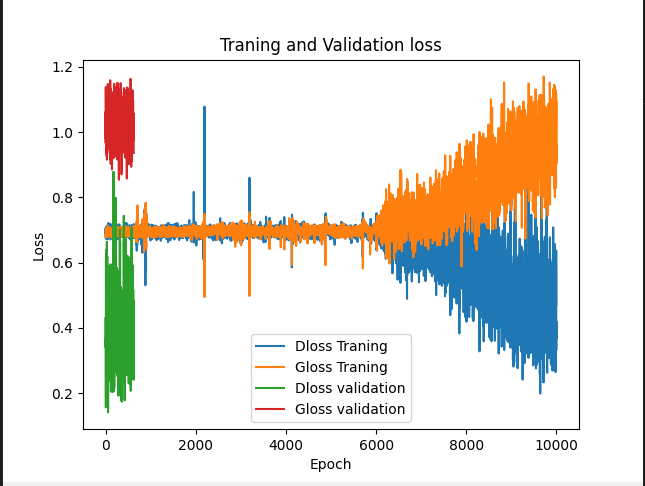 Traning and Validation loss
1.2
1.0
0.8
0.6
0.4
0.2
Loss
Dloss Traning
Gloss Traning
Dloss validation
Gloss validation
0 2000 4000 6000 8000 10000
Epoch